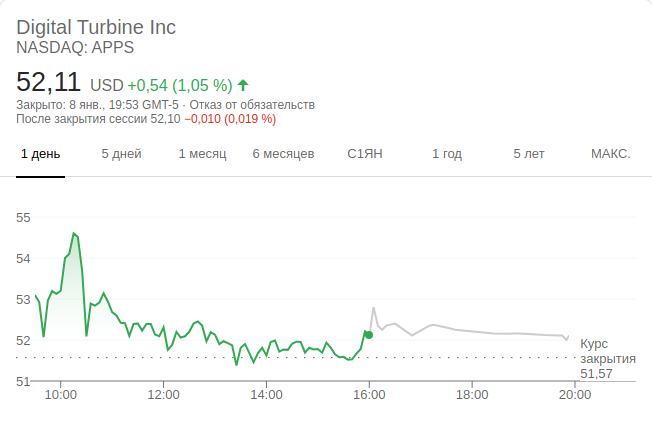 Digital Turbine Inc
NASDAQ: APPS
52,11 USD +0,54 (1,05 %)
Закрыто: 8 янв., 19:53 GMT-5 · Отказ от обязательств
После закрытия сессии 52,10 −0,010 (0,019 %)
1 день 5 дней 1 месяц 6 месяцев С1ЯН 1 год 5 лет МАКС.
55
54
53
52
51
Курс
закрытия
51,57
10:00 12:00 14:00 16:00 18:00 20:00